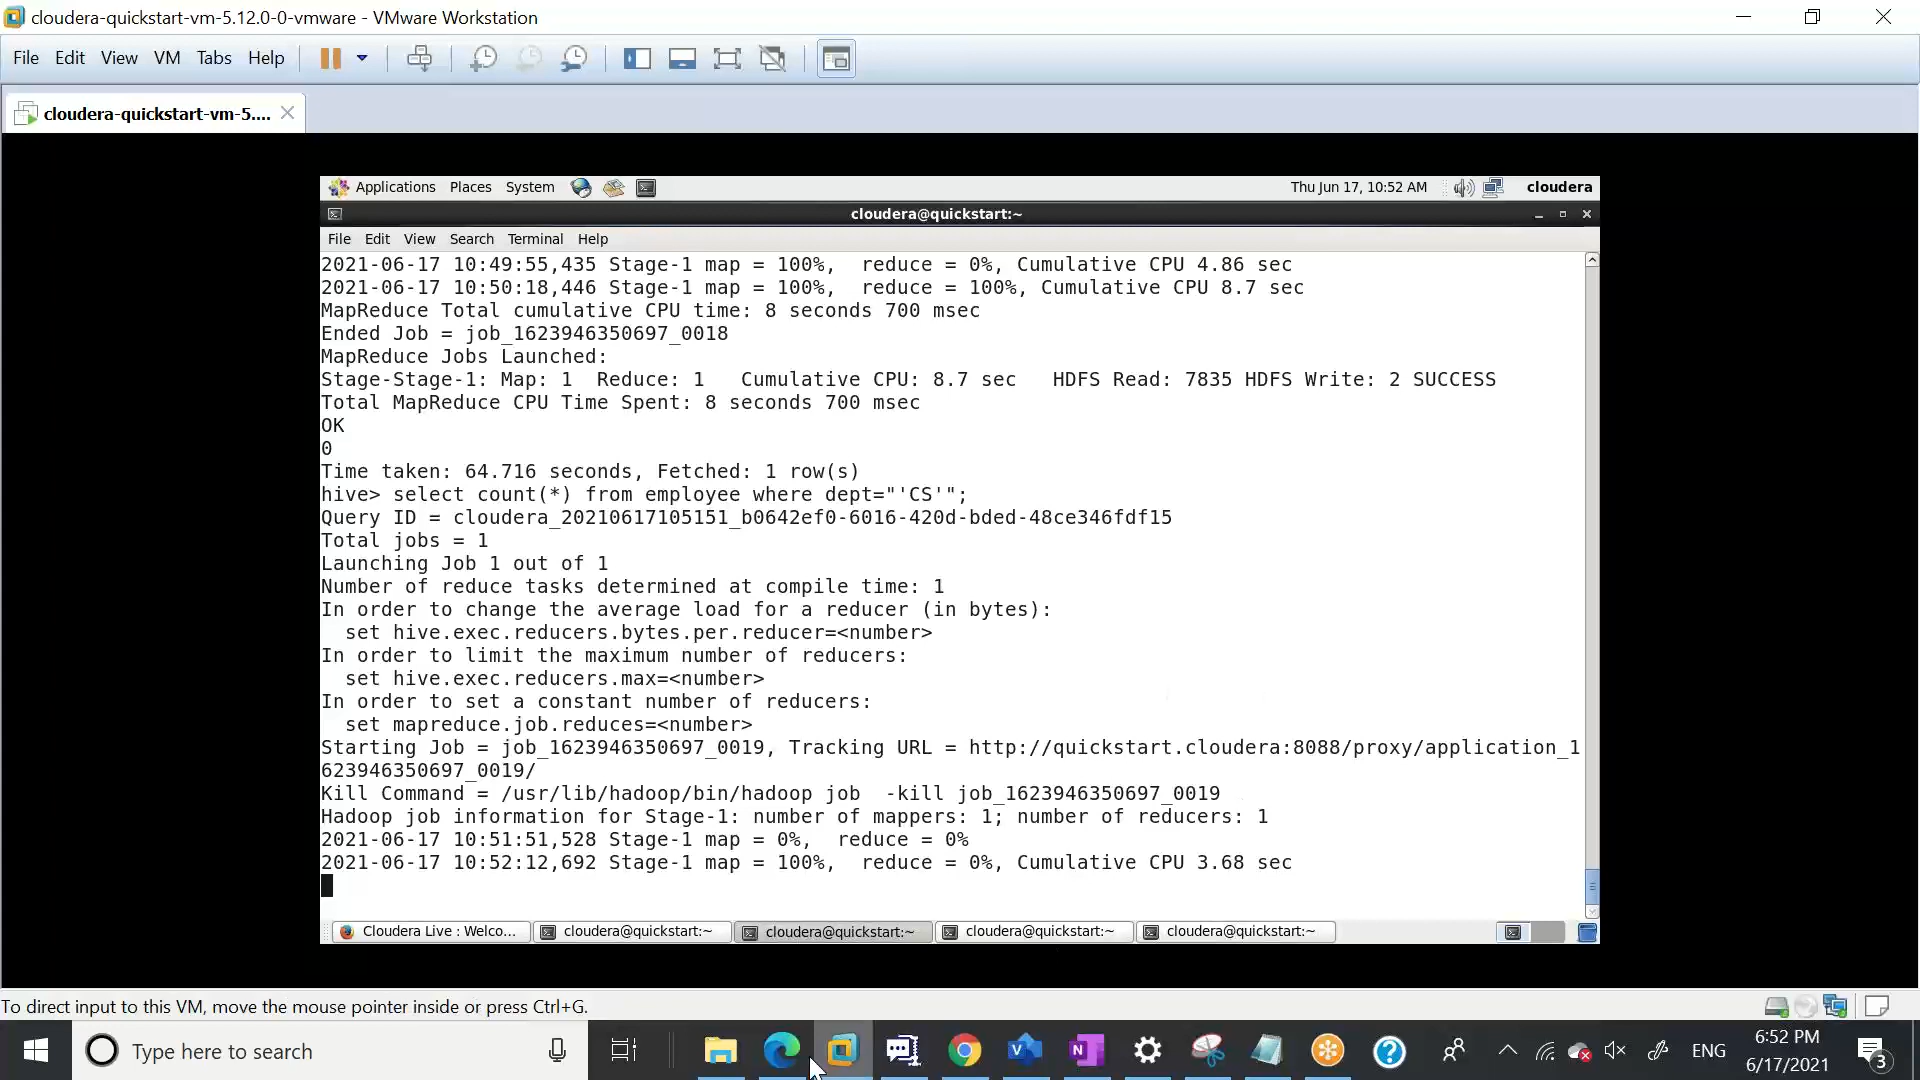 cloudera-quickstart-vm-5.12.0-0-vmware - VMware Workstation
File Edit View VM Tabs Help
cloudera-quickstart-vm-5....
Applications Places System Thu Jun 17, 10:52 AM cloudera
cloudera@quickstart:~
File Edit View Search Terminal Help
2021-06-17 10:49:55,435 Stage-1 map = 100%,  reduce = 0%, Cumulative CPU 4.86 sec
2021-06-17 10:50:18,446 Stage-1 map = 100%,  reduce = 100%, Cumulative CPU 8.7 sec
MapReduce Total cumulative CPU time: 8 seconds 700 msec
Ended Job = job_1623946350697_0018
MapReduce Jobs Launched:
Stage-Stage-1: Map: 1  Reduce: 1   Cumulative CPU: 8.7 sec   HDFS Read: 7835 HDFS Write: 2 SUCCESS
Total MapReduce CPU Time Spent: 8 seconds 700 msec
OK
0
Time taken: 64.716 seconds, Fetched: 1 row(s)
hive> select count(*) from employee where dept="'CS'";
Query ID = cloudera_20210617105151_b0642ef0-6016-420d-bded-48ce346fdf15
Total jobs = 1
Launching Job 1 out of 1
Number of reduce tasks determined at compile time: 1
In order to change the average load for a reducer (in bytes):
  set hive.exec.reducers.bytes.per.reducer=<number>
In order to limit the maximum number of reducers:
  set hive.exec.reducers.max=<number>
In order to set a constant number of reducers:
  set mapreduce.job.reduces=<number>
Starting Job = job_1623946350697_0019, Tracking URL = http://quickstart.cloudera:8088/proxy/application_1
623946350697_0019/
Kill Command = /usr/lib/hadoop/bin/hadoop job  -kill job_1623946350697_0019
Hadoop job information for Stage-1: number of mappers: 1; number of reducers: 1
2021-06-17 10:51:51,528 Stage-1 map = 0%,  reduce = 0%
2021-06-17 10:52:12,692 Stage-1 map = 100%,  reduce = 0%, Cumulative CPU 3.68 sec
Cloudera Live : Welco... cloudera@quickstart:~ cloudera@quickstart:~ cloudera@quickstart:~ cloudera@quickstart:~
To direct input to this VM, move the mouse pointer inside or press Ctrl+G.
Type here to search ENG 6:52 PM
6/17/2021 3